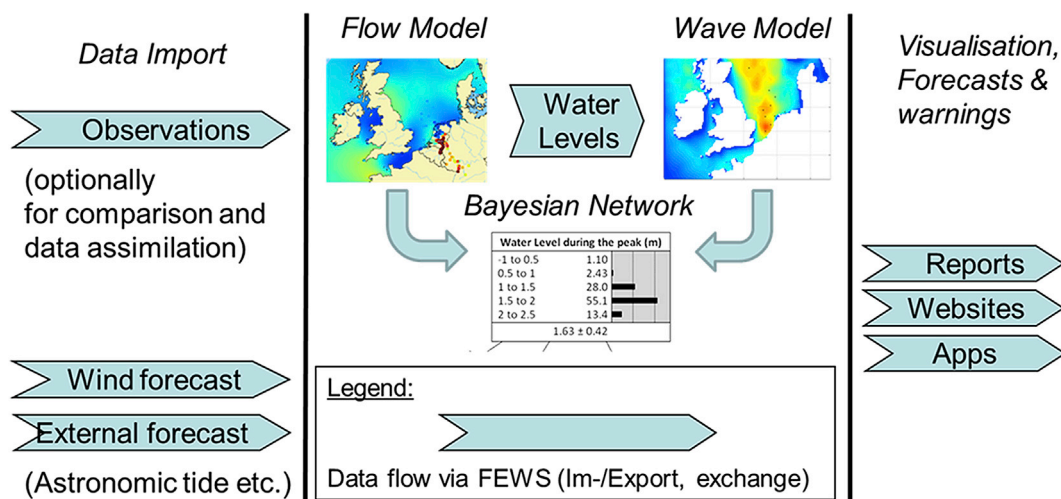 Data Import
Observations
(optionally
for comparison and
data assimilation)
Wind forecast
External forecast
(Astronomic tide etc.)
Flow Model
Wave Model
Water
Levels
Bayesian Network
Water Level during the peak (m)
-1 to 0.5 1.10
0.5 to 1 2.43
1 to 1.5 28.0
1.5 to 2 55.1
2 to 2.5 13.4
1.63 ± 0.42
Legend:
Data flow via FEWS (Im-/Export, exchange)
Visualisation,
Forecasts &
warnings
Reports
Websites
Apps